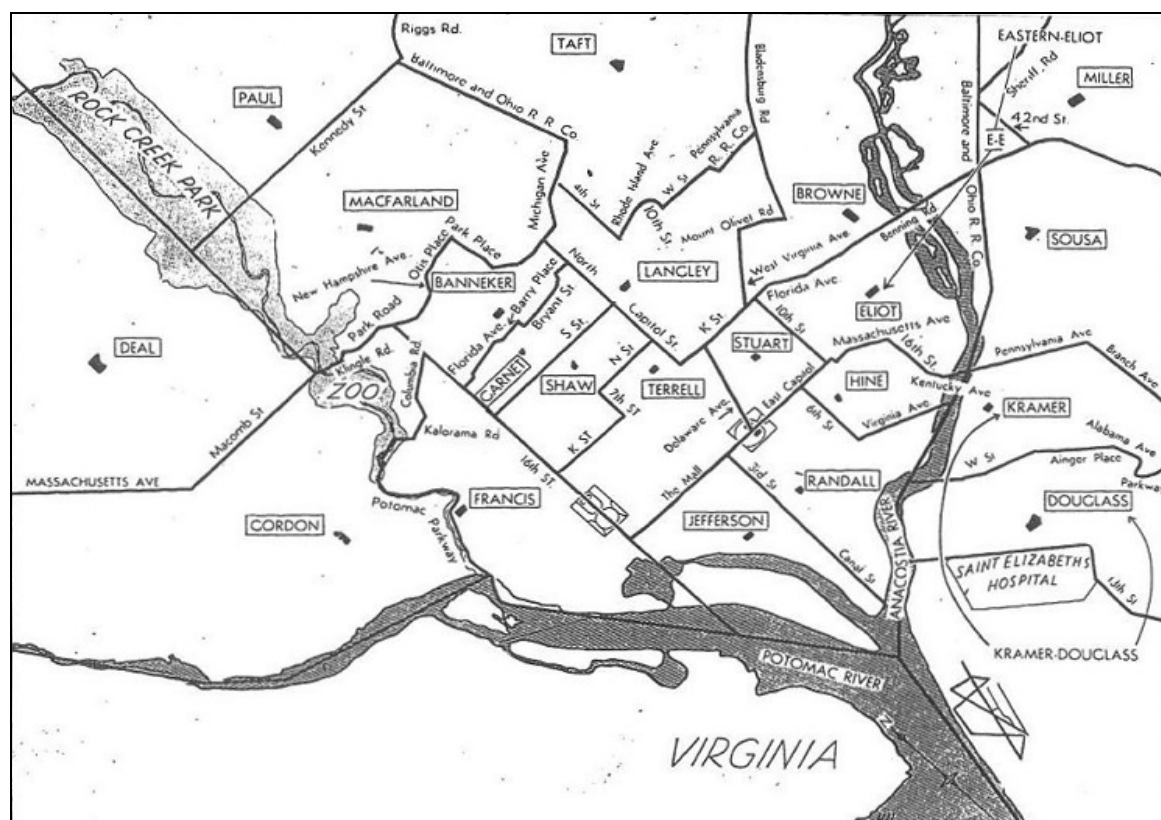 Riggs Rd.
TAFT
EASTERN-ELIOT
Baltimore and Ohio R R Co.
Bladensburg Rd
Sheriff Rd
MILLER
PAUL
ROCK CREEK PARK
Kennedy St
Pennsylvania
R. R. Co.
Baltimore and
Ohio R. R. Co.
42nd St.
E-E
Michigan Ave
4th St
Rhode Island Ave
W St
10th St.
Mount Olivet Rd
BROWNE
MACFARLAND
Park Place
Otis Place
New Hampshire Ave.
BANNEKER
North
Capitol St.
LANGLEY
West Virginia Ave
Benning Rd
SOUSA
Barry Place
Bryant St
Florida Ave.
Park Road
K St
Florida Ave.
10th St
ELIOT
Massachusetts Ave
16th St.
Pennsylvania Ave
Branch Ave
DEAL
Klingle Rd.
ZOO
Columbia Rd.
GARNET
S St.
SHAW
N St
7th ST
TERRELL
STUART
East Capitol
HINE
Kentucky Ave
KRAMER
Macomb St
Kalorama Rd
K ST
Delaware Ave.
6th St
Virginia Ave
Alabama Ave
MASSACHUSETTS AVE
16th ST.
The Mall
3rd St
RANDALL
W St
Ainger Place
Parkway
Potomac
Parkway
FRANCIS
GORDON
JEFFERSON
Canal St
DOUGLASS
ANACOSTIA RIVER
SAINT ELIZABETHS
HOSPITAL
13th St
KRAMER-DOUGLASS
POTOMAC RIVER
VIRGINIA
N